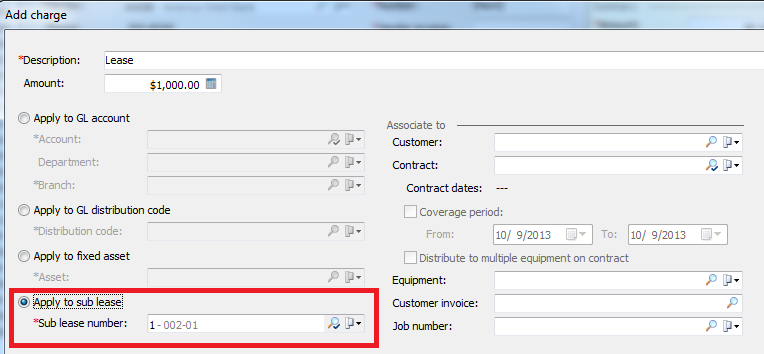 Add charge
*Description: Lease
Amount: $1,000.00
Apply to GL account
*Account:
Department:
*Branch:
Apply to GL distribution code
*Distribution code:
Apply to fixed asset
*Asset:
Apply to sub lease
*Sub lease number: 1 - 002-01
Associate to
Customer:
Contract:
Contract dates: ---
Coverage period:
From: 10/ 9/2013 To: 10/ 9/2013
Distribute to multiple equipment on contract
Equipment:
Customer invoice:
Job number: